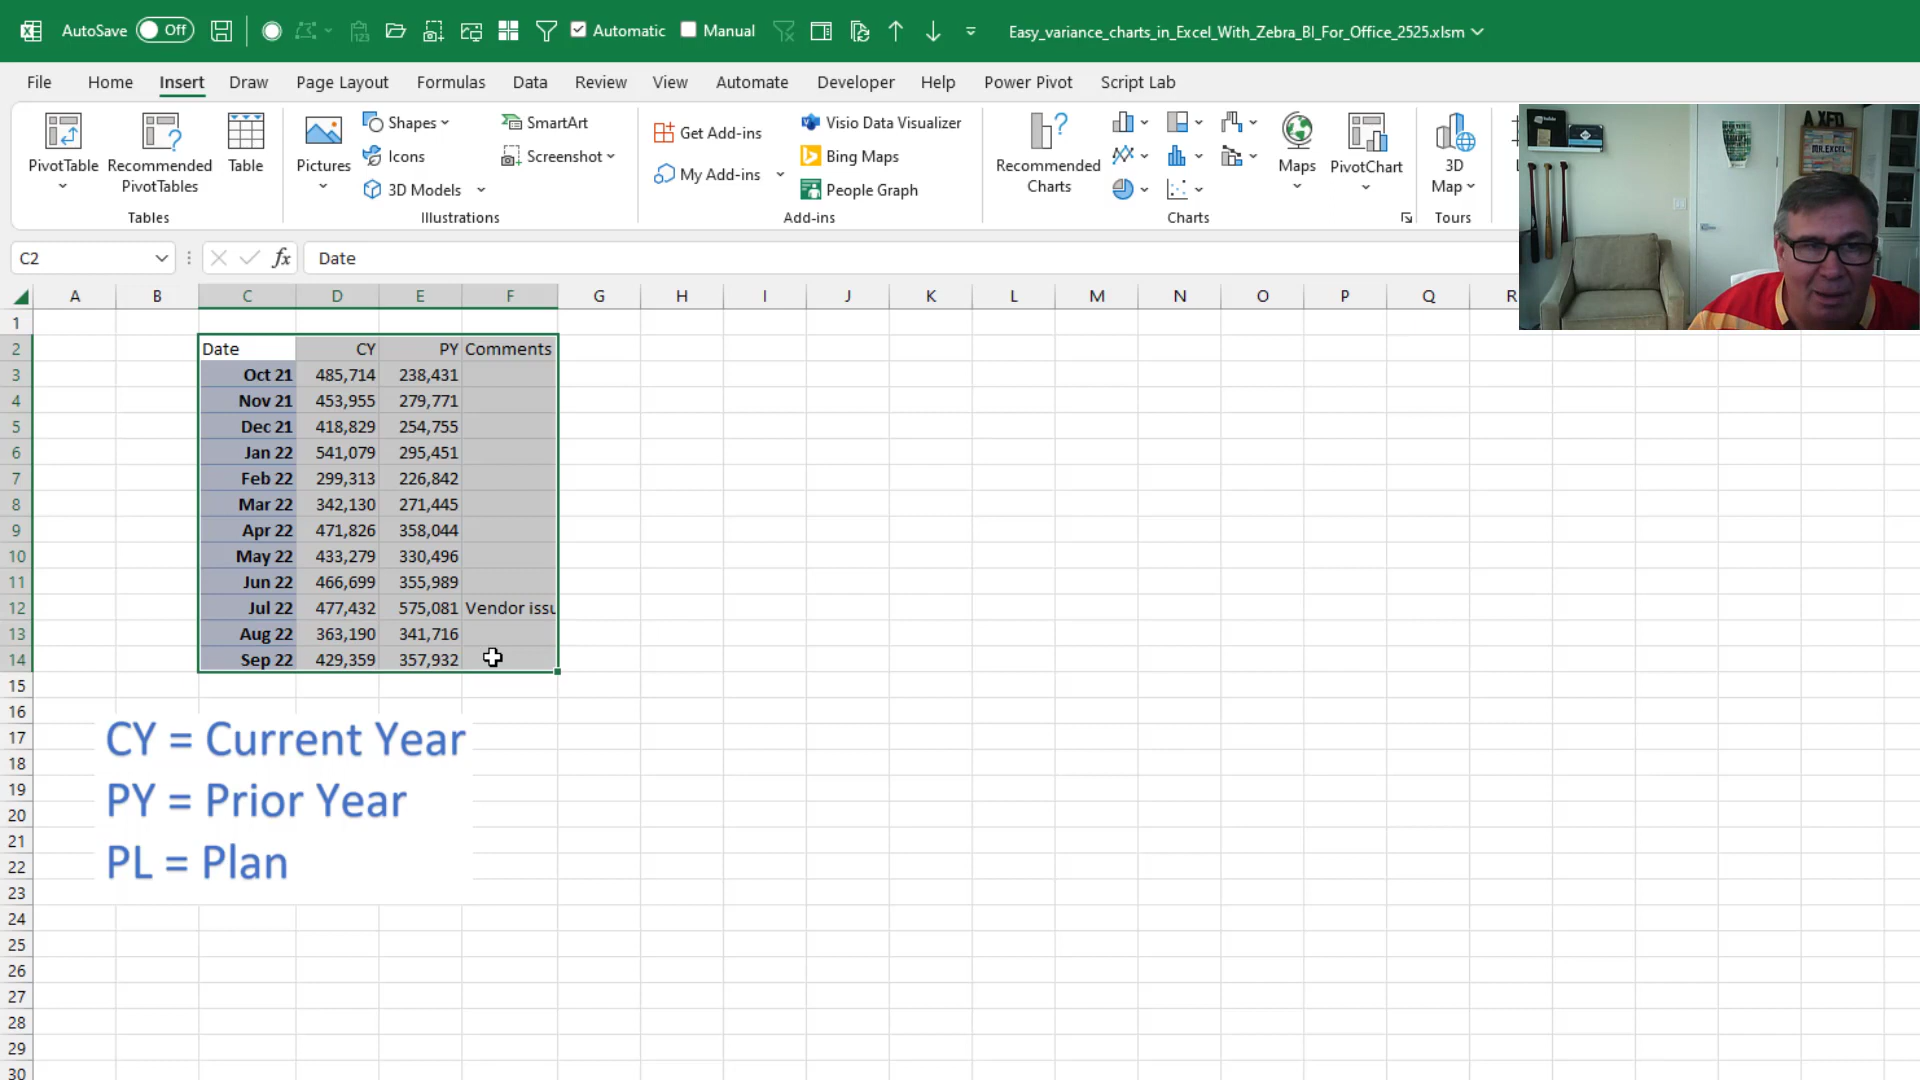 AutoSave Off Automatic Manual Easy_variance_charts_in_Excel_With_Zebra_BI_For_Office_2525.xlsm
File Home Insert Draw Page Layout Formulas Data Review View Automate Developer Help Power Pivot Script Lab
PivotTable
Recommended PivotTables
Table
Tables
Pictures
Shapes
Icons
3D Models
SmartArt
Screenshot
Illustrations
Get Add-ins
My Add-ins
Visio Data Visualizer
Bing Maps
People Graph
Add-ins
Recommended Charts
Maps
PivotChart
Charts
3D Map
Tours
C2 fx Date
A B C D E F G H I J K L M N O P Q R
1
2 Date CY PY Comments
3 Oct 21 485,714 238,431
4 Nov 21 453,955 279,771
5 Dec 21 418,829 254,755
6 Jan 22 541,079 295,451
7 Feb 22 299,313 226,842
8 Mar 22 342,130 271,445
9 Apr 22 471,826 358,044
10 May 22 433,279 330,496
11 Jun 22 466,699 355,989
12 Jul 22 477,432 575,081 Vendor issu
13 Aug 22 363,190 341,716
14 Sep 22 429,359 357,932
15
16
17
18
19
20
21
22
23
24
25
26
27
28
29
30
CY = Current Year
PY = Prior Year
PL = Plan
A XFD
MR.EXCEL